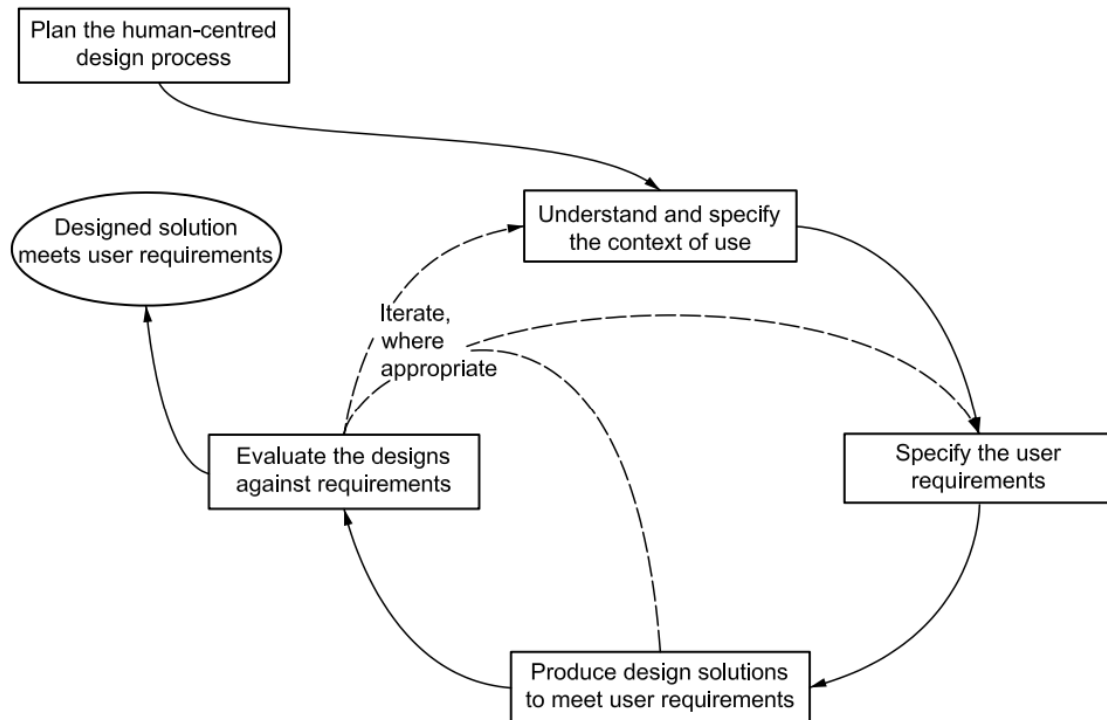 Plan the human-centred
design process
Designed solution
meets user requirements
Understand and specify
the context of use
Iterate,
where
appropriate
Evaluate the designs
against requirements
Specify the user
requirements
Produce design solutions
to meet user requirements